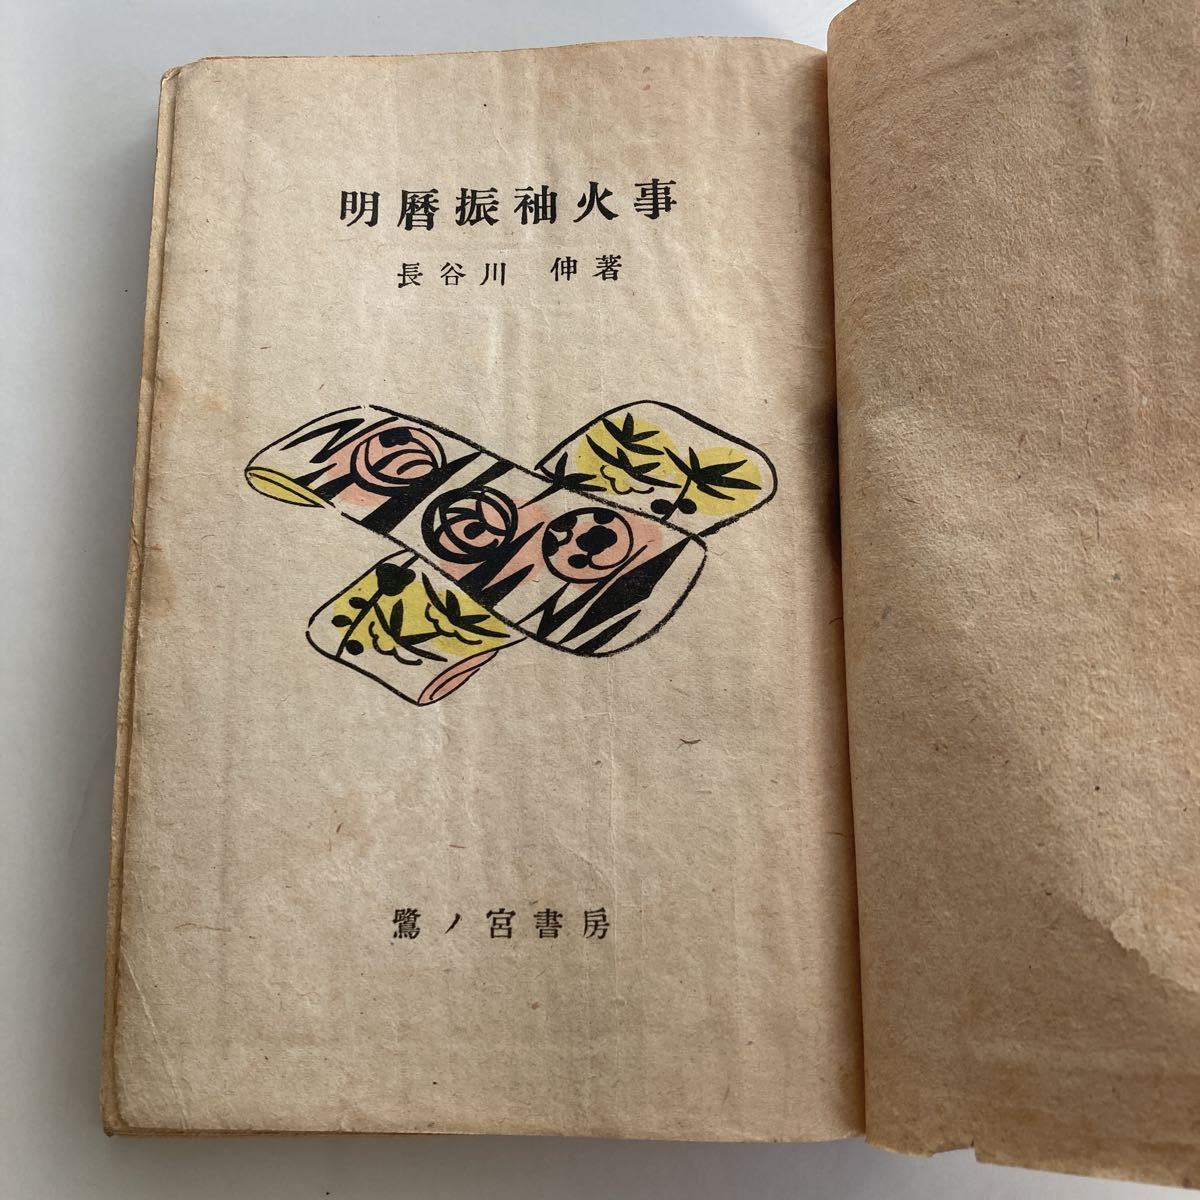 明暦振袖火事
長谷川 伸著
鷺ノ宮書房